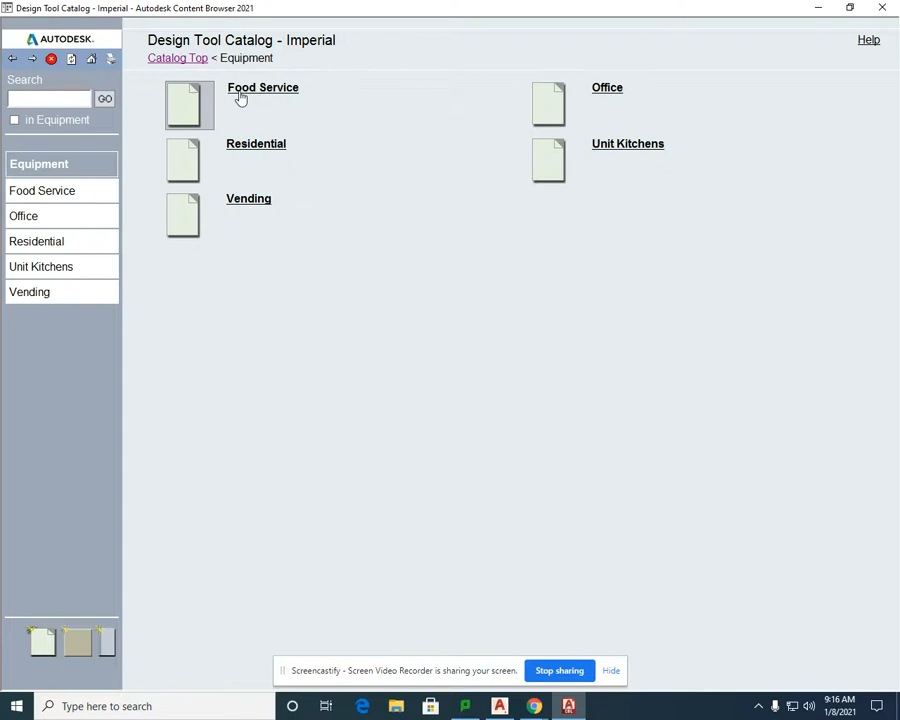 Design Tool Catalog - Imperial - Autodesk Content Browser 2021
AUTODESK.
Search
GO
in Equipment
Equipment
Food Service
Office
Residential
Unit Kitchens
Vending
Design Tool Catalog - Imperial
Help
Catalog Top < Equipment
Food Service
Office
Residential
Unit Kitchens
Vending
Screencastify - Screen Video Recorder is sharing your screen.
Stop sharing
Hide
Type here to search
9:16 AM
1/8/2021